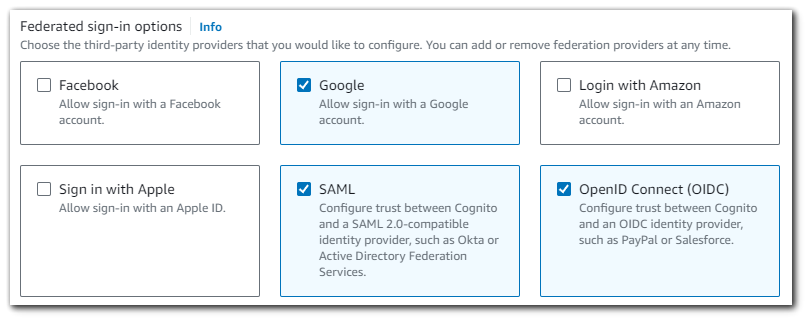 Federated sign-in options Info
Choose the third-party identity providers that you would like to configure. You can add or remove federation providers at any time.
Facebook
Allow sign-in with a Facebook
account.
Google
Allow sign-in with a Google
account.
Login with Amazon
Allow sign-in with an Amazon
account.
Sign in with Apple
Allow sign-in with an Apple ID.
SAML
Configure trust between Cognito
and a SAML 2.0-compatible
identity provider, such as Okta or
Active Directory Federation
Services.
OpenID Connect (OIDC)
Configure trust between Cognito
and an OIDC identity provider,
such as PayPal or Salesforce.